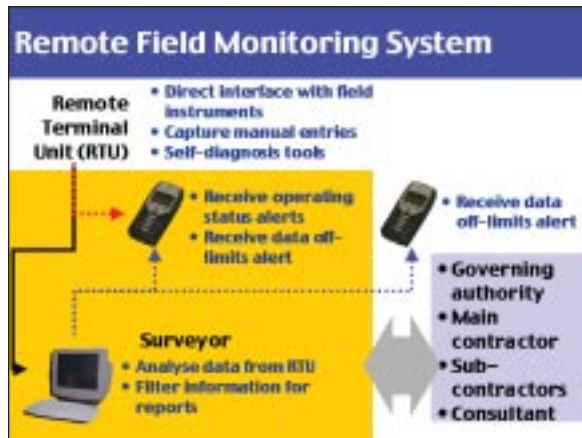 Remote Field Monitoring System
Remote
Terminal
Unit (RTU)
• Direct interface with field
instruments
• Capture manual entries
• Self-diagnosis tools
• Receive operating
status alerts
• Receive data off-
limits alert
• Receive data
off-limits alert
• Governing
authority
• Main
contractor
• Sub-
contractors
• Consultant
Surveyor
• Analyse data from RTU
• Filter information for
reports